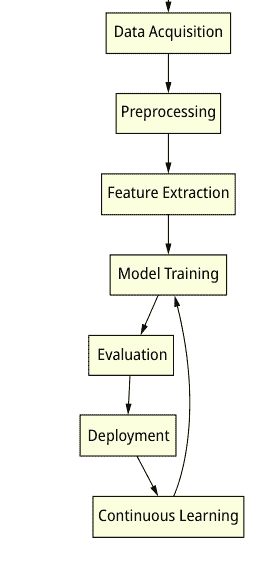 Data Acquisition
Preprocessing
Feature Extraction
Model Training
Evaluation
Deployment
Continuous Learning